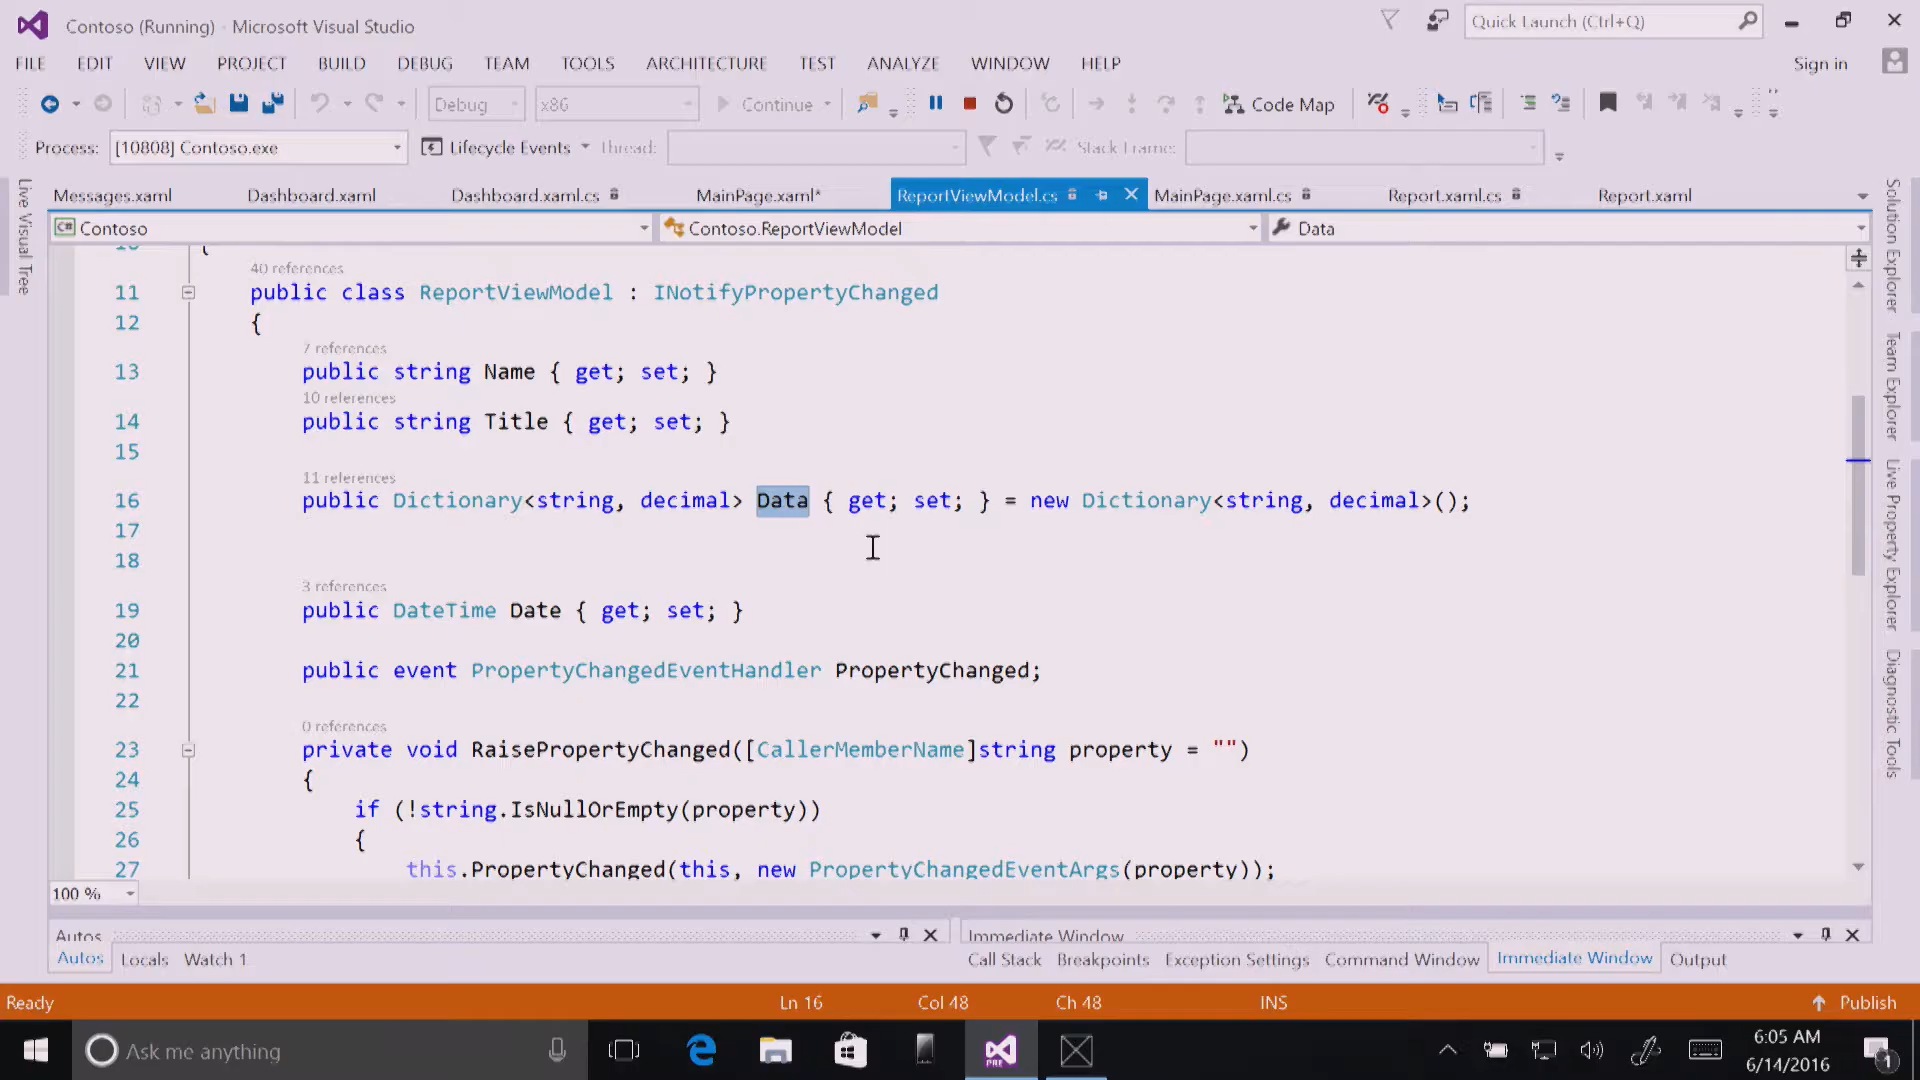 Contoso (Running) - Microsoft Visual Studio
Quick Launch (Ctrl+Q)
FILE EDIT VIEW PROJECT BUILD DEBUG TEAM TOOLS ARCHITECTURE TEST ANALYZE WINDOW HELP
Sign in
Debug x86 Continue Code Map
Process: [10808] Contoso.exe Lifecycle Events Thread: Stack Frame:
Messages.xaml Dashboard.xaml Dashboard.xaml.cs MainPage.xaml* ReportViewModel.cs MainPage.xaml.cs Report.xaml.cs Report.xaml
Contoso Contoso.ReportViewModel Data
Live Visual Tree
Solution Explorer
Team Explorer
Live Property Explorer
Diagnostic Tools
10 {
40 references
11 public class ReportViewModel : INotifyPropertyChanged
12 {
7 references
13 public string Name { get; set; }
10 references
14 public string Title { get; set; }
15
11 references
16 public Dictionary<string, decimal> Data { get; set; } = new Dictionary<string, decimal>();
17
18
3 references
19 public DateTime Date { get; set; }
20
21 public event PropertyChangedEventHandler PropertyChanged;
22
0 references
23 private void RaisePropertyChanged([CallerMemberName]string property = "")
24 {
25 if (!string.IsNullOrEmpty(property))
26 {
27 this.PropertyChanged(this, new PropertyChangedEventArgs(property));
100 %
Autos
Immediate Window
Autos Locals Watch 1
Call Stack Breakpoints Exception Settings Command Window Immediate Window Output
Ready Ln 16 Col 48 Ch 48 INS Publish
Ask me anything
PRE
6:05 AM
6/14/2016
1